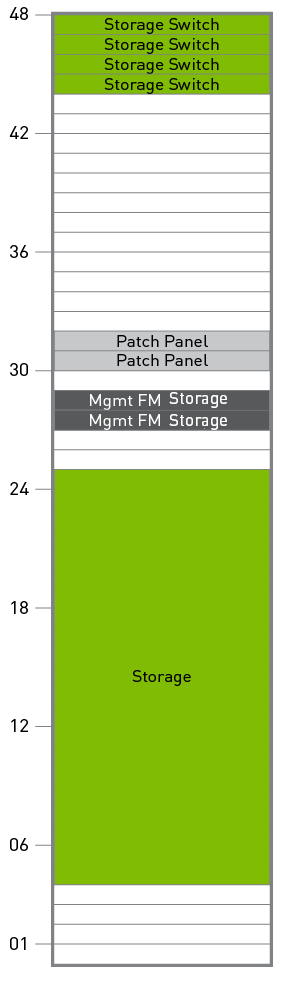 48
Storage Switch
Storage Switch
Storage Switch
Storage Switch
42
36
Patch Panel
Patch Panel
30
Mgmt FM Storage
Mgmt FM Storage
24
18
Storage
12
06
01